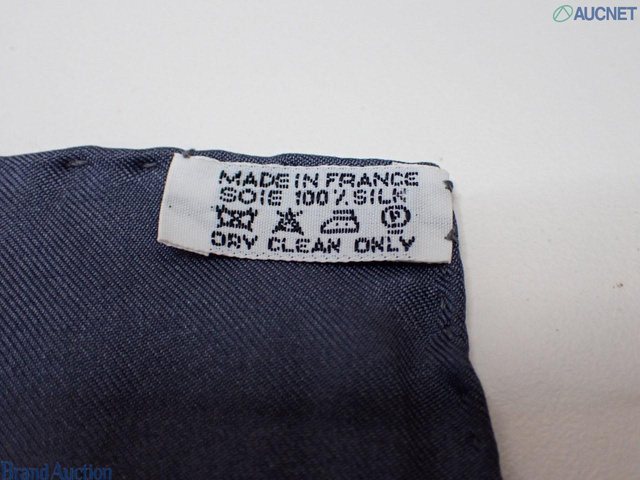 AUCNET
MADE IN FRANCE
SOIE 100% SILK
P
DRY CLEAN ONLY
Brand Auction